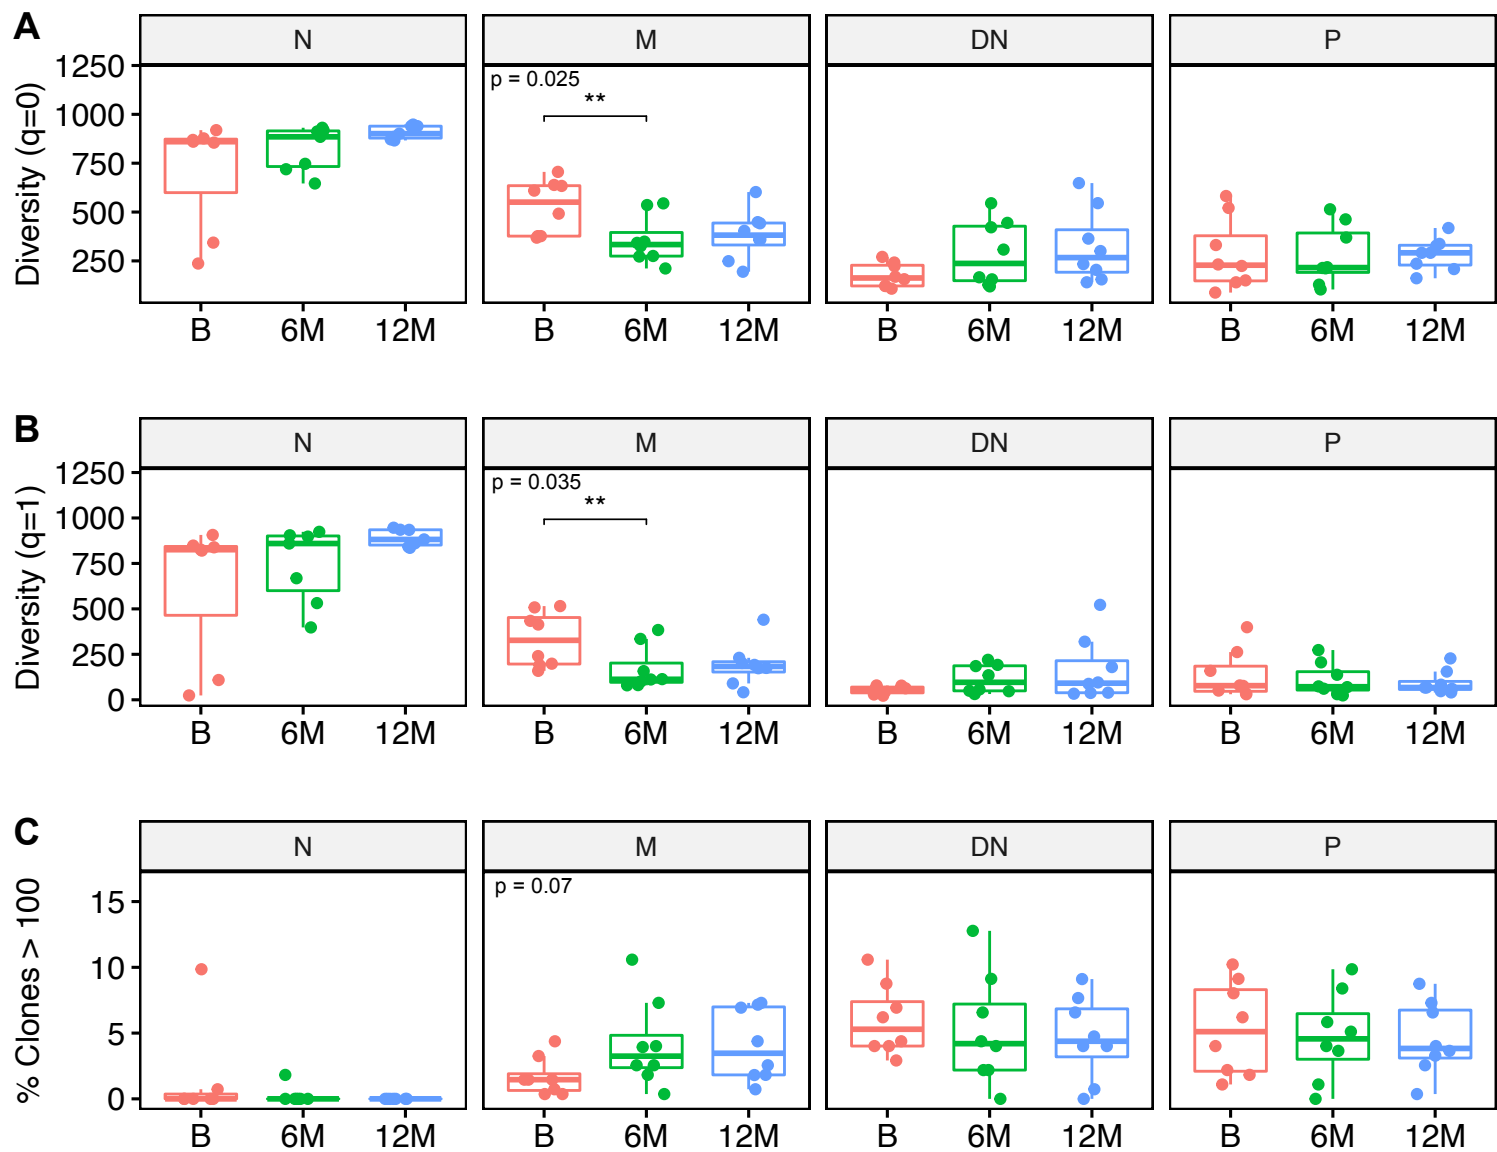 A
N
M
DN
P
Diversity (q=0)
1250
1000
750
500
250
p = 0.025
**
B 6M 12M
B 6M 12M
B 6M 12M
B 6M 12M
B
N
M
DN
P
Diversity (q=1)
1250
1000
750
500
250
0
p = 0.035
**
B 6M 12M
B 6M 12M
B 6M 12M
B 6M 12M
C
N
M
DN
P
% Clones > 100
15
10
5
0
p = 0.07
B 6M 12M
B 6M 12M
B 6M 12M
B 6M 12M